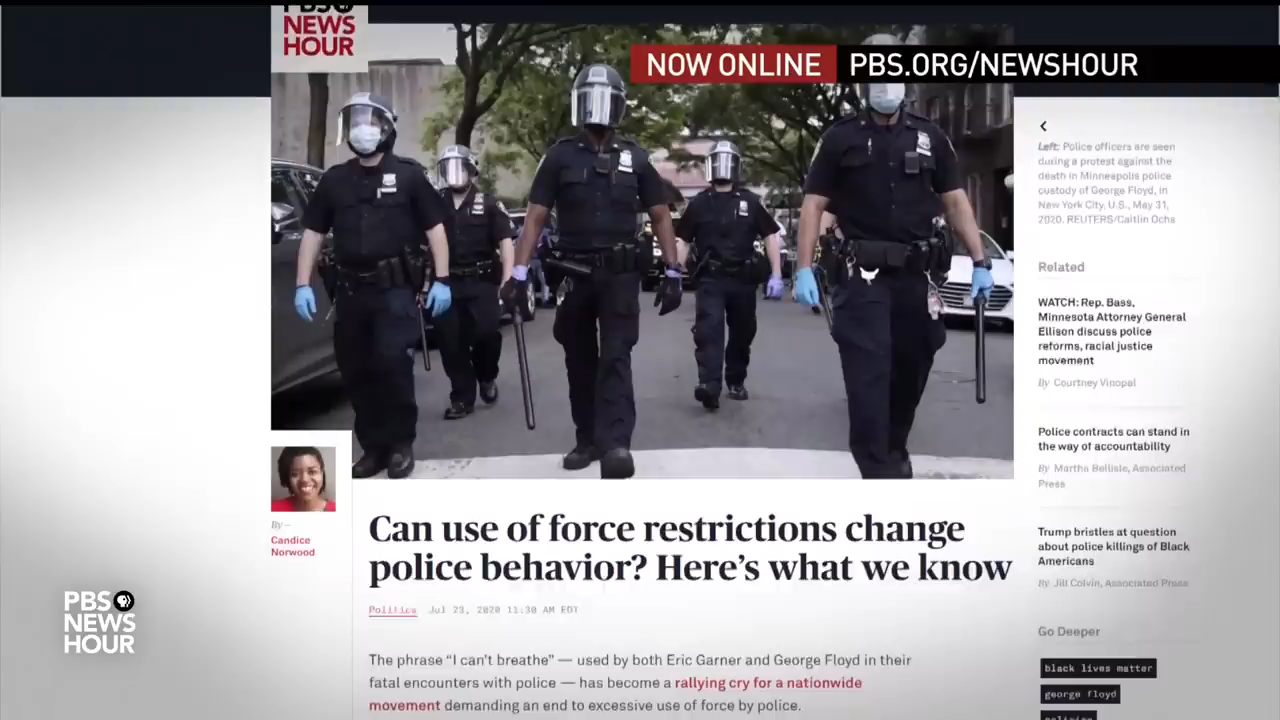 PBS
NEWS
HOUR
NOW ONLINE PBS.ORG/NEWSHOUR
Left: Police officers are seen
during a protest against the
death in Minneapolis police
custody of George Floyd, in
New York City, U.S., May 31,
2020. REUTERS/Caitlin Ochs
Related
WATCH: Rep. Bass,
Minnesota Attorney General
Ellison discuss police
reforms, racial justice
movement
By Courtney Vinopal
Police contracts can stand in
the way of accountability
By Martha Bellisle, Associated
Press
Trump bristles at question
about police killings of Black
Americans
By Jill Colvin, Associated Press
Go Deeper
black lives matter
george floyd
By —
Candice
Norwood
Can use of force restrictions change
police behavior? Here’s what we know
Politics Jul 23, 2020 11:30 AM EDT
The phrase “I can’t breathe” — used by both Eric Garner and George Floyd in their
fatal encounters with police — has become a rallying cry for a nationwide
movement demanding an end to excessive use of force by police.
PBS
NEWS
HOUR